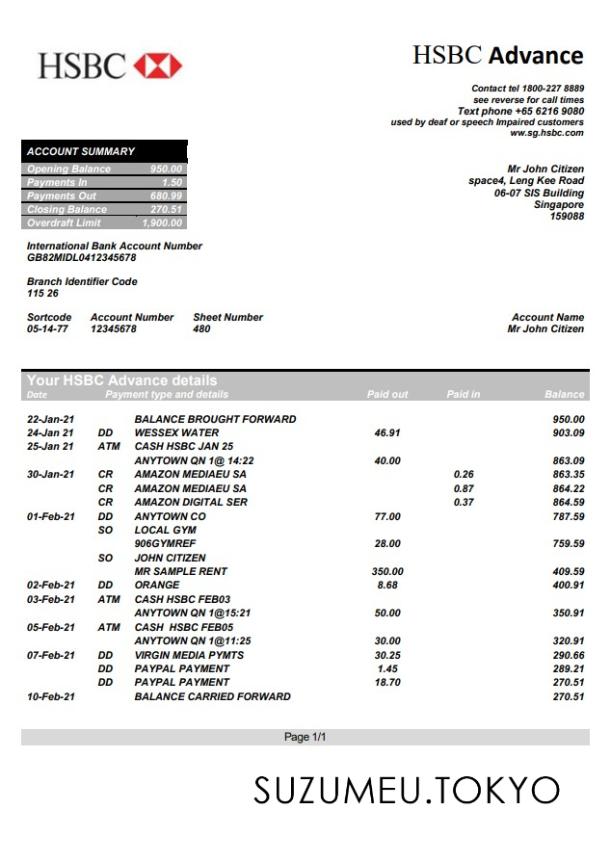 HSBC
HSBC Advance
Contact tel 1800-227 8889
see reverse for call times
Text phone +65 6216 9080
used by deaf or speech Impaired customers
ww.sg.hsbc.com
ACCOUNT SUMMARY
Opening Balance 950.00
Payments In 1.50
Payments Out 680.99
Closing Balance 270.51
Overdraft Limit 1,900.00
Mr John Citizen
space4, Leng Kee Road
06-07 SIS Building
Singapore
159088
International Bank Account Number
GB82MIDL0412345678
Branch Identifier Code
115 26
Sortcode Account Number Sheet Number Account Name
05-14-77 12345678 480 Mr John Citizen
Your HSBC Advance details
Date Payment type and details Paid out Paid in Balance
22-Jan-21 BALANCE BROUGHT FORWARD 950.00
24-Jan 21 DD WESSEX WATER 46.91 903.09
25-Jan 21 ATM CASH HSBC JAN 25
ANYTOWN QN 1@ 14:22 40.00 863.09
30-Jan-21 CR AMAZON MEDIAEU SA 0.26 863.35
CR AMAZON MEDIAEU SA 0.87 864.22
CR AMAZON DIGITAL SER 0.37 864.59
01-Feb-21 DD ANYTOWN CO 77.00 787.59
SO LOCAL GYM
906GYMREF 28.00 759.59
SO JOHN CITIZEN
MR SAMPLE RENT 350.00 409.59
02-Feb-21 DD ORANGE 8.68 400.91
03-Feb-21 ATM CASH HSBC FEB03
ANYTOWN QN 1@15:21 50.00 350.91
05-Feb-21 ATM CASH HSBC FEB05
ANYTOWN QN 1@11:25 30.00 320.91
07-Feb-21 DD VIRGIN MEDIA PYMTS 30.25 290.66
DD PAYPAL PAYMENT 1.45 289.21
DD PAYPAL PAYMENT 18.70 270.51
10-Feb-21 BALANCE CARRIED FORWARD 270.51
Page 1/1
SUZUMEU.TOKYO